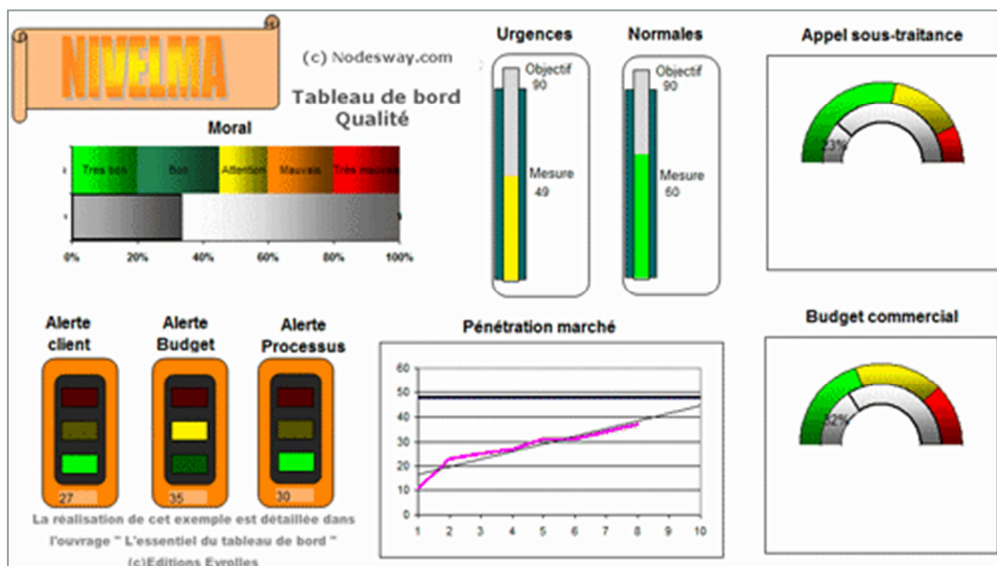 NIVELMA
(c) Nodesway.com
Tableau de bord
Qualité
Urgences
Normales
Appel sous-traitance
Objectif
90
Mesure
49
Objectif
90
Mesure
60
23%
Moral
Très bon
Bon
Attention
Mauvais
Très mauvais
0%
20%
40%
60%
80%
100%
Alerte
client
27
Alerte
Budget
35
Alerte
Processus
30
Pénétration marché
60
50
40
30
20
10
0
1 2 3 4 5 6 7 8 9 10
Budget commercial
32%
La réalisation de cet exemple est détaillée dans
l'ouvrage " L'essentiel du tableau de bord "
(c)Editions Eyrolles